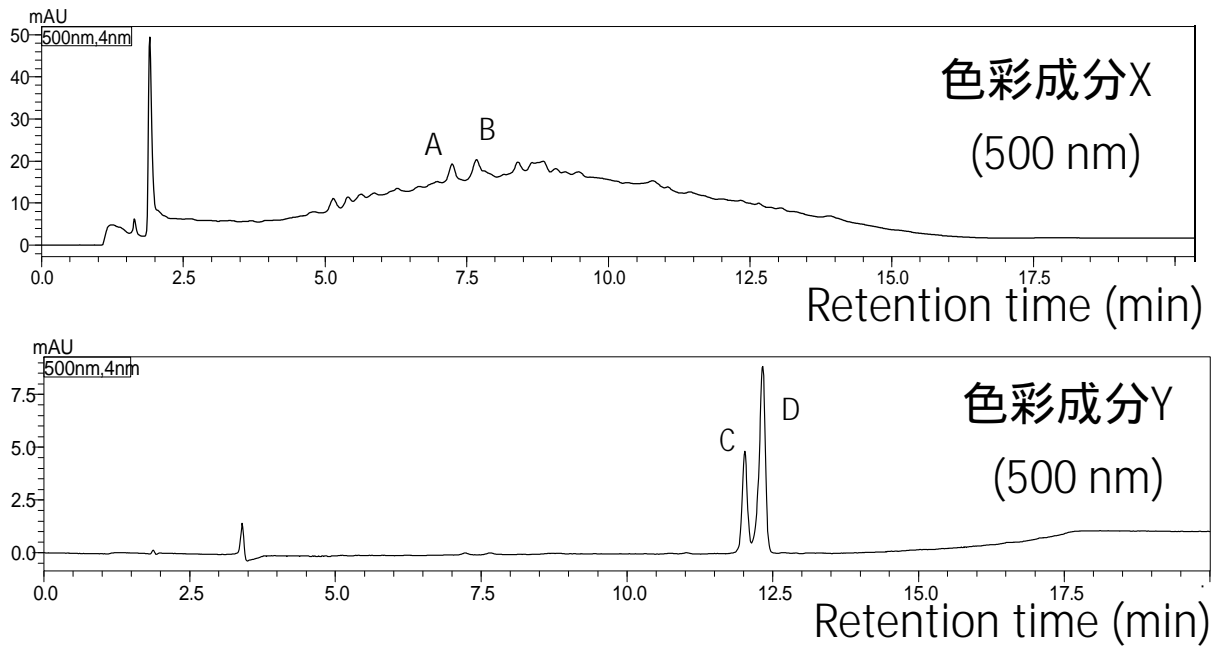 mAU
500nm,4nm
50
40
30
20
10
0
A
B
色彩成分X
(500 nm)
0.0 2.5 5.0 7.5 10.0 12.5 15.0 17.5
Retention time (min)
mAU
500nm,4nm
7.5
5.0
2.5
0.0
C
D
色彩成分Y
(500 nm)
0.0 2.5 5.0 7.5 10.0 12.5 15.0 17.5
Retention time (min)